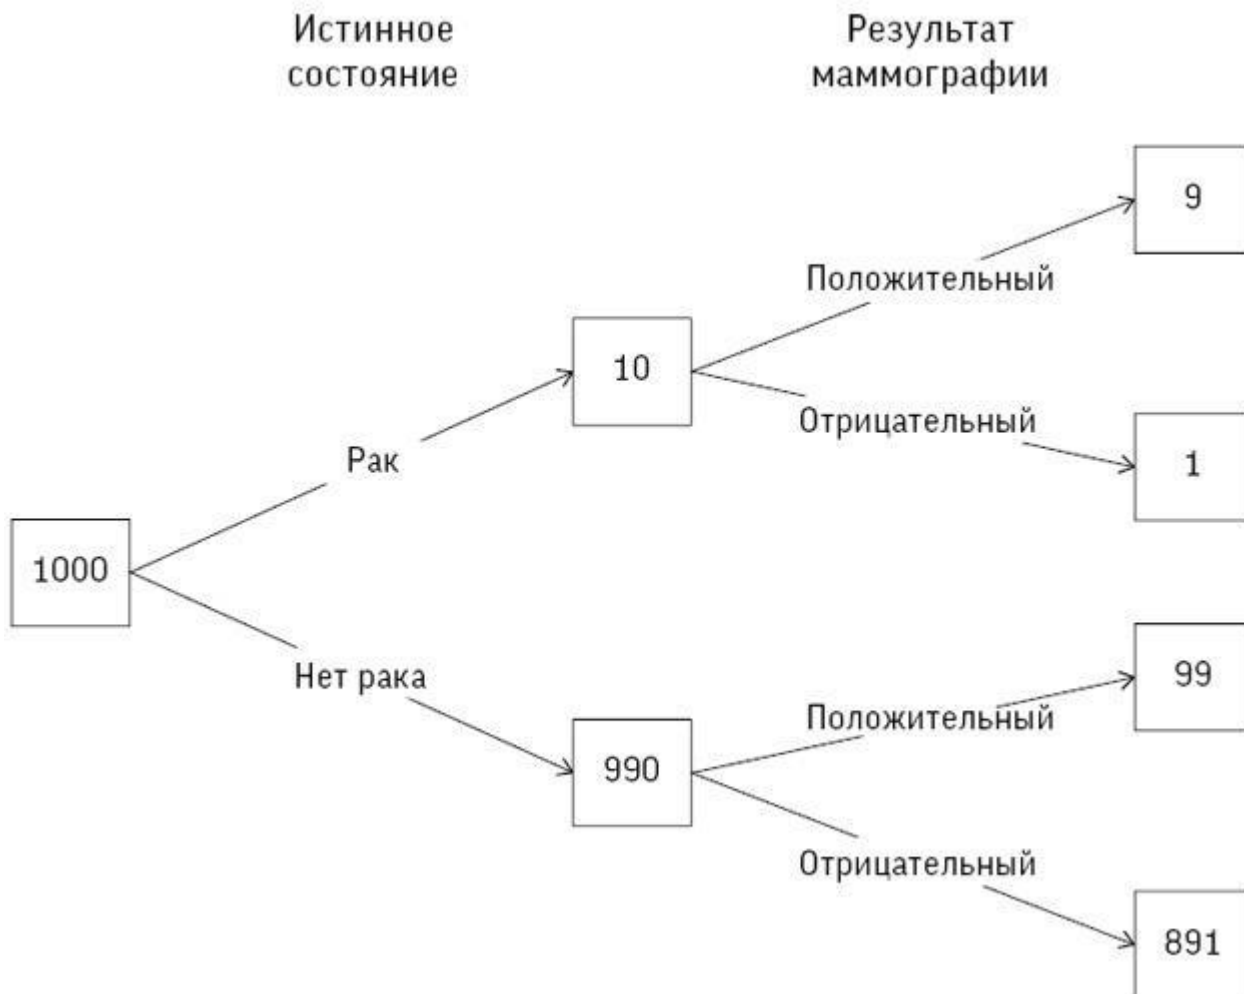 Истинное
состояние
Результат
маммографии
9
Положительный
10
Отрицательный
1
Рак
1000
Нет рака
990
Положительный
99
Отрицательный
891